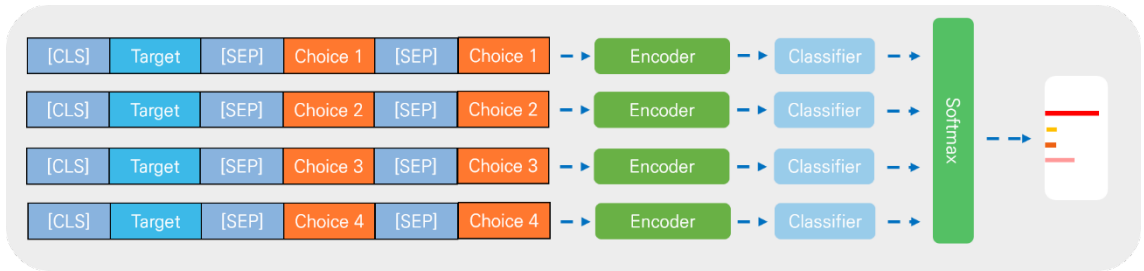 [CLS] Target [SEP] Choice 1 [SEP] Choice 1 Encoder Classifier
[CLS] Target [SEP] Choice 2 [SEP] Choice 2 Encoder Classifier
[CLS] Target [SEP] Choice 3 [SEP] Choice 3 Encoder Classifier
[CLS] Target [SEP] Choice 4 [SEP] Choice 4 Encoder Classifier
Softmax